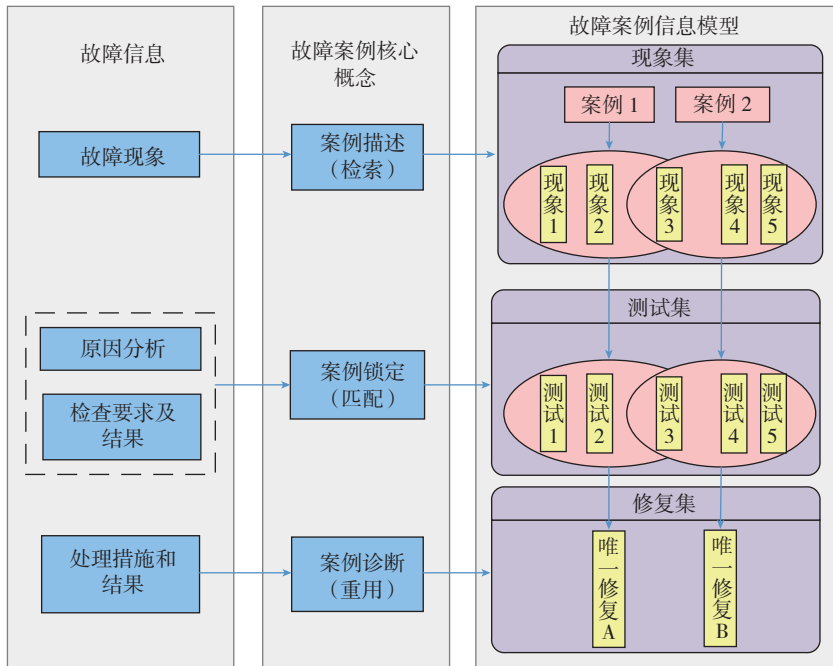 故障信息
故障现象
原因分析
检查要求及
结果
处理措施和
结果
故障案例核心
概念
案例描述
（检索）
案例锁定
（匹配）
案例诊断
（重用）
故障案例信息模型
现象集
案例 1
案例 2
现象1
现象2
现象3
现象4
现象5
测试集
测试1
测试2
测试3
测试4
测试5
修复集
唯一修复A
唯一修复B